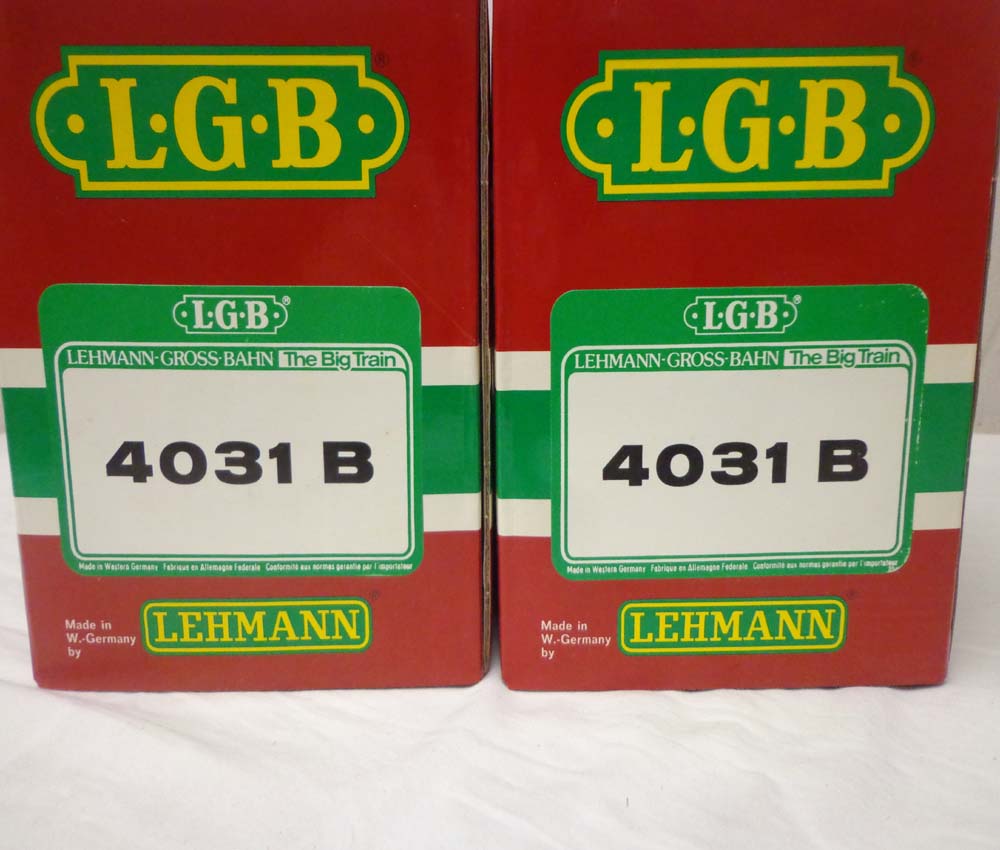 L·G·B ®
L·G·B ®
LEHMANN-GROSS-BAHN The Big Train
4031 B
Made in Western Germany Fabrique en Allemagne Federale Conformité aux normes garantie par l'importateur
Made in
W.-Germany
by
LEHMANN ®
L·G·B ®
L·G·B ®
LEHMANN-GROSS-BAHN The Big Train
4031 B
Made in Western Germany Fabrique en Allemagne Federale Conformité aux normes garantie par l'importateur
Made in
W.-Germany
by
LEHMANN ®